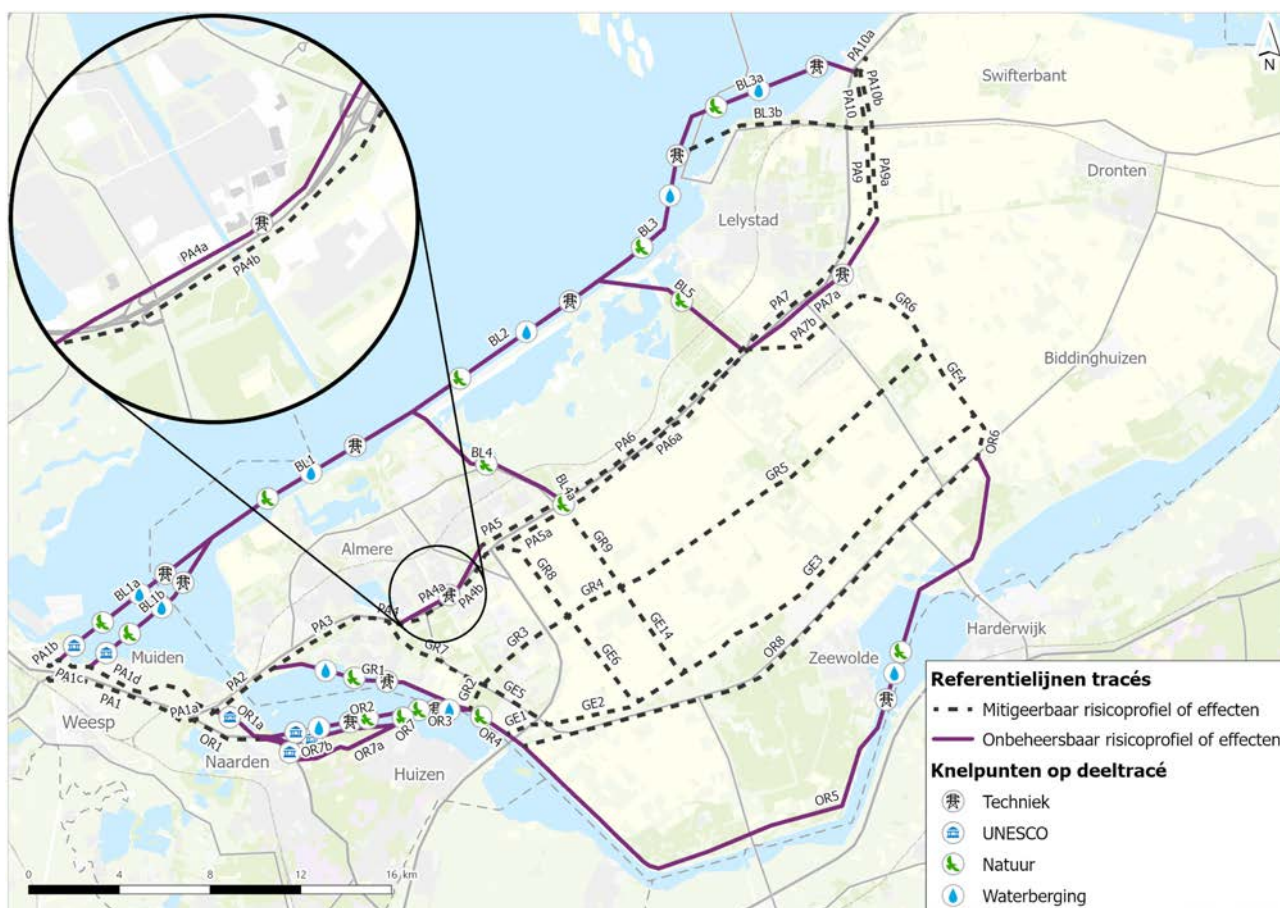 PA10a
N
Swifterbant
BL3a
PA10b
PA10
BL3b
Dronten
PA9
PA9a
Lelystad
BL3
PA4a
PA4b
BL5
PA7
PA7a
GR6
PA7b
BL2
Biddinghuizen
GE4
OR6
PA6
PA6a
BL4
BL4a
GR5
BL1
PA5
PA5a
Almere
GR9
GR8
GE3
BL1a
PA4a
PA4b
GR4
BL1b
PA4
PA3
GE14
GR3
Harderwijk
PA1b
Muiden
GR7
GE6
OR8
Zeewolde
PA1c
PA1d
PA2
GR1
GR2
GE5
PA1
PA1a
OR1a
OR2
OR3
GE2
GE1
Weesp
OR1
OR7b
OR7
OR4
Naarden
OR7a
Huizen
OR5
Referentielijnen tracés
Mitigeerbaar risicoprofiel of effecten
Onbeheersbaar risicoprofiel of effecten
Knelpunten op deeltracé
Techniek
UNESCO
Natuur
Waterberging
0 4 8 12 16 km